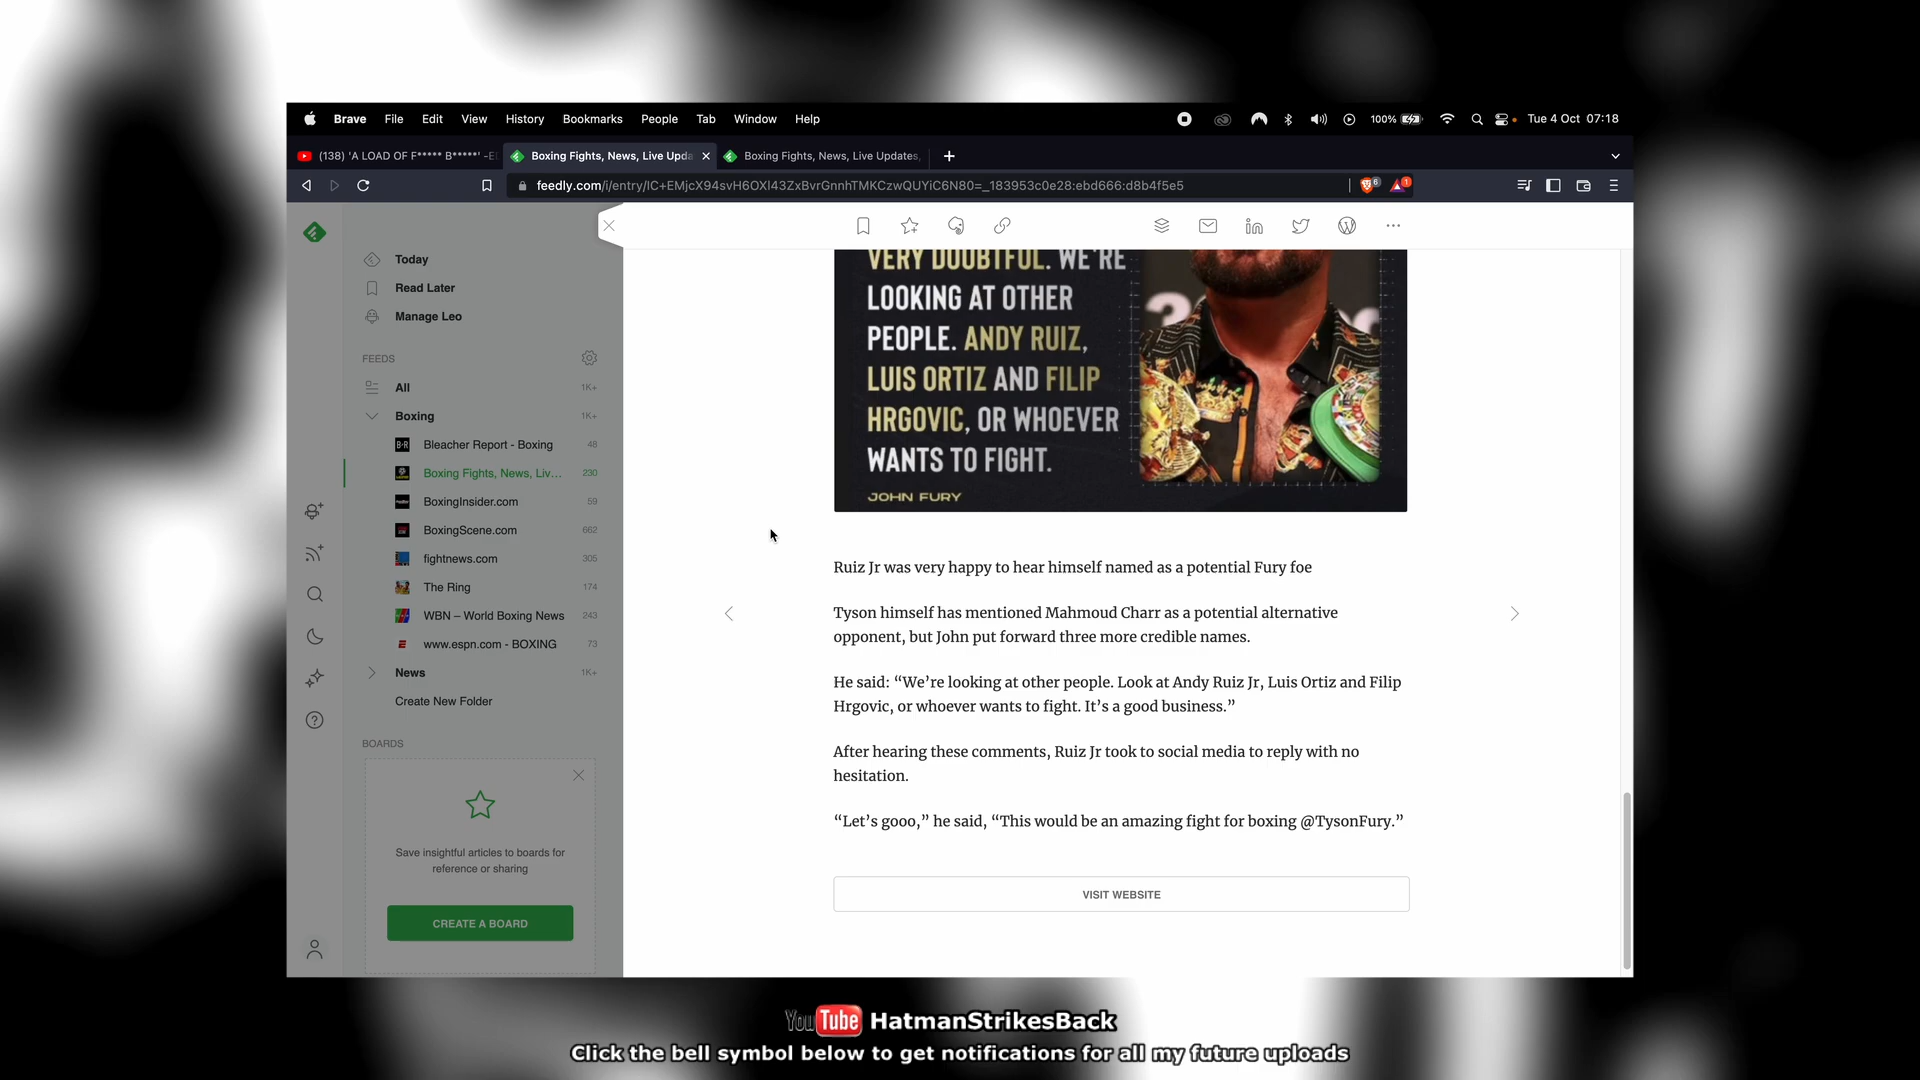 Brave File Edit View History Bookmarks People Tab Window Help 100% Tue 4 Oct 07:18
(138) 'A LOAD OF F***** B*****' -E Boxing Fights, News, Live Upda Boxing Fights, News, Live Updates,
feedly.com/i/entry/IC+EMjcX94svH6OXl43ZxBvrGnnhTMKCzwQUYiC6N80=_183953c0e28:ebd666:d8b4f5e5 6 1
Today
Read Later
Manage Leo
FEEDS
All 1K+
Boxing 1K+
B·R Bleacher Report - Boxing 48
Boxing Fights, News, Liv... 230
BoxingInsider.com 59
BoxingScene.com 662
fightnews.com 305
The Ring 174
WBN – World Boxing News 243
www.espn.com - BOXING 73
News 1K+
Create New Folder
BOARDS
Save insightful articles to boards for
reference or sharing
CREATE A BOARD
VERY DOUBTFUL. WE'RE
LOOKING AT OTHER
PEOPLE. ANDY RUIZ,
LUIS ORTIZ AND FILIP
HRGOVIC, OR WHOEVER
WANTS TO FIGHT.
JOHN FURY
Ruiz Jr was very happy to hear himself named as a potential Fury foe
Tyson himself has mentioned Mahmoud Charr as a potential alternative
opponent, but John put forward three more credible names.
He said: “We’re looking at other people. Look at Andy Ruiz Jr, Luis Ortiz and Filip
Hrgovic, or whoever wants to fight. It’s a good business.”
After hearing these comments, Ruiz Jr took to social media to reply with no
hesitation.
“Let’s gooo,” he said, “This would be an amazing fight for boxing @TysonFury.”
VISIT WEBSITE
YouTube HatmanStrikesBack
Click the bell symbol below to get notifications for all my future uploads